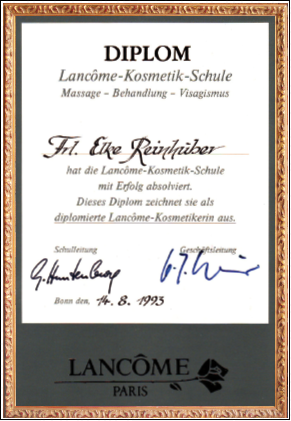 DIPLOM
Lancôme-Kosmetik-Schule
Massage – Behandlung – Visagismus
Frl. Elke Reinhüber
hat die Lancôme-Kosmetik-Schule
mit Erfolg absolviert.
Dieses Diplom zeichnet sie als
diplomierte Lancôme-Kosmetikerin aus.
Schulleitung Geschäftsleitung
Bonn den, 14. 8. 1993
LANCÔME
PARIS